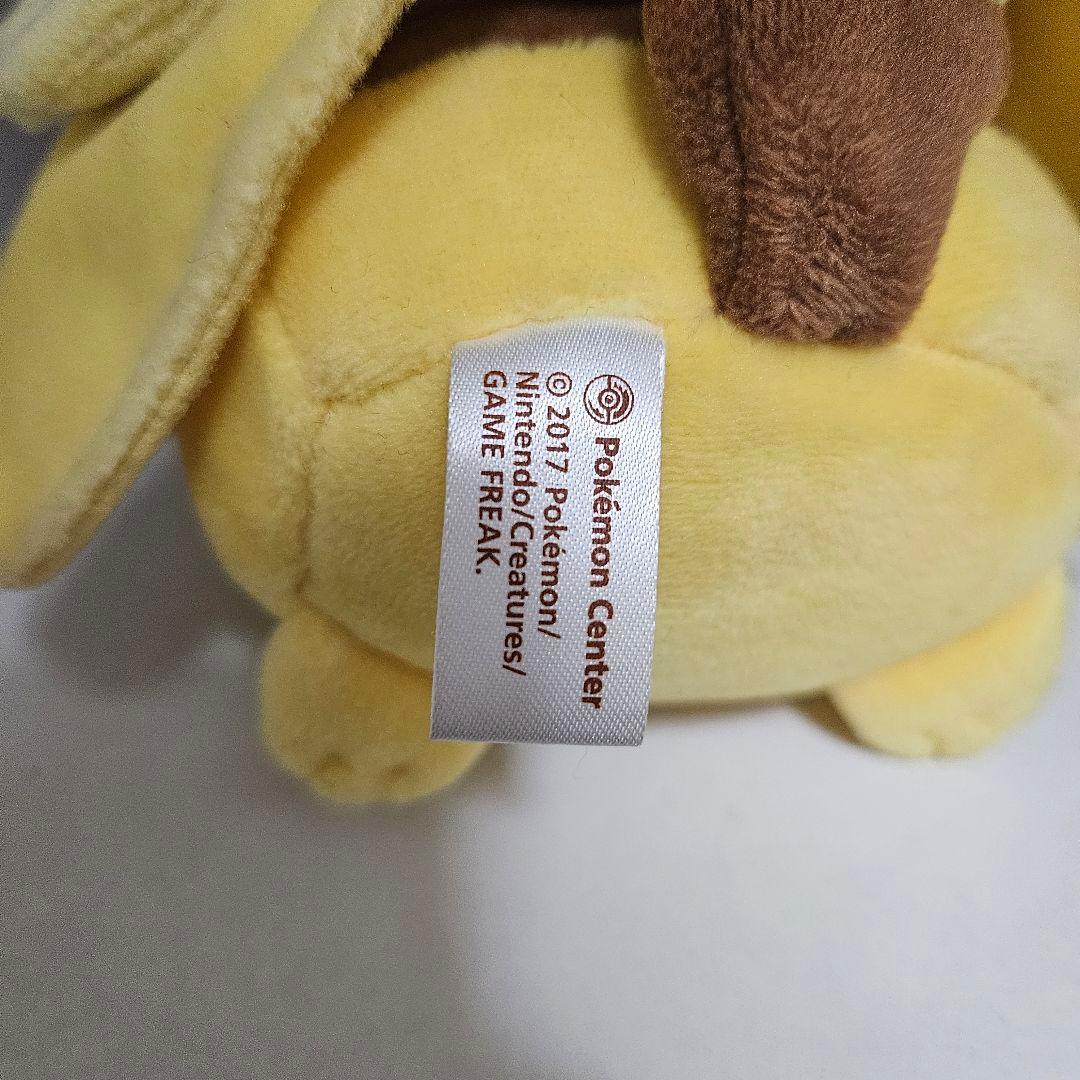 Pokémon Center
© 2017 Pokémon/
Nintendo/Creatures/
GAME FREAK.